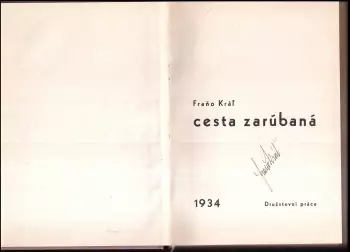 Fraňo Kráľ
cesta zarúbaná
1934
Družstevní práce